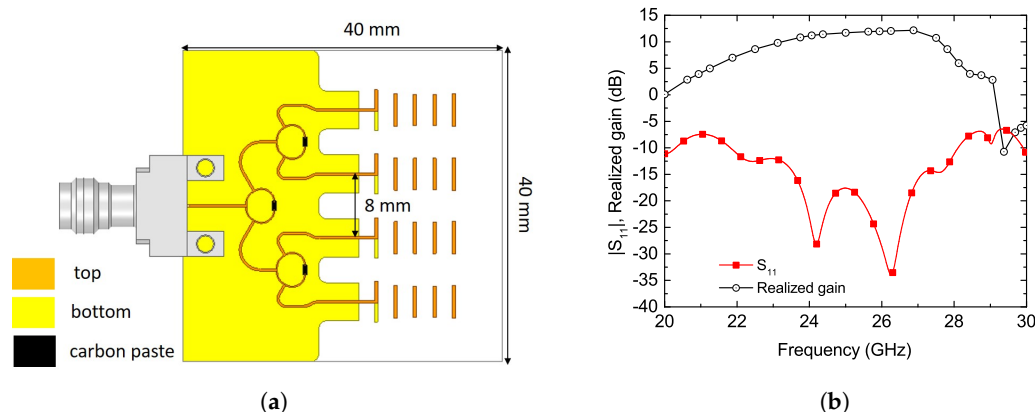 40 mm
40 mm
8 mm
top
bottom
carbon paste
(a)
|S11|, Realized gain (dB)
15
10
5
0
-5
-10
-15
-20
-25
-30
-35
-40
S11
Realized gain
20 22 24 26 28 30
Frequency (GHz)
(b)